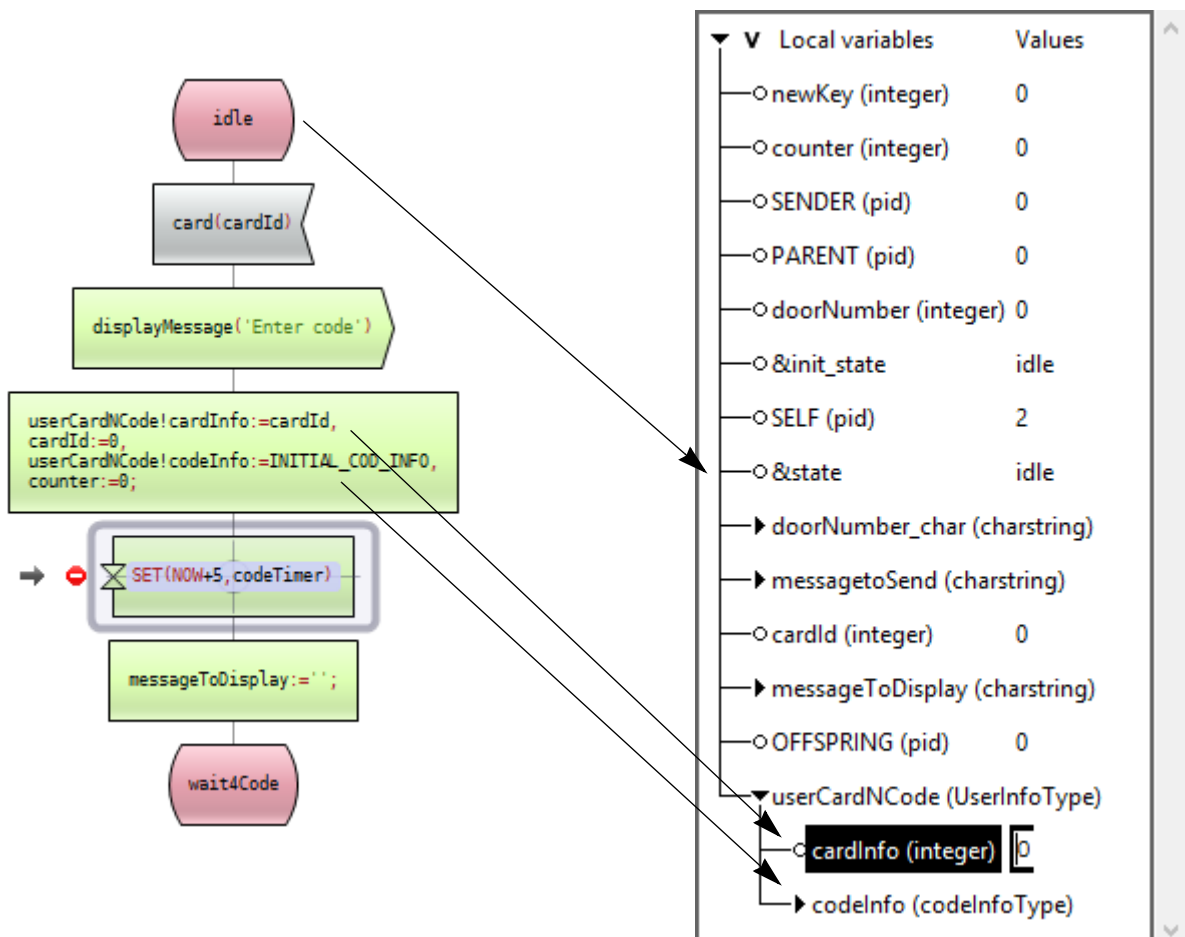 idle
card(cardId)
displayMessage('Enter code')
userCardNCode!cardInfo:=cardId,
cardId:=0,
userCardNCode!codeInfo:=INITIAL_COD_INFO,
counter:=0;
SET(NOW+5,codeTimer)
messageToDisplay:='';
wait4Code
V Local variables Values
newKey (integer) 0
counter (integer) 0
SENDER (pid) 0
PARENT (pid) 0
doorNumber (integer) 0
&init_state idle
SELF (pid) 2
&state idle
doorNumber_char (charstring)
messagetoSend (charstring)
cardId (integer) 0
messageToDisplay (charstring)
OFFSPRING (pid) 0
userCardNCode (UserInfoType)
cardInfo (integer) 0
codeInfo (codeInfoType)